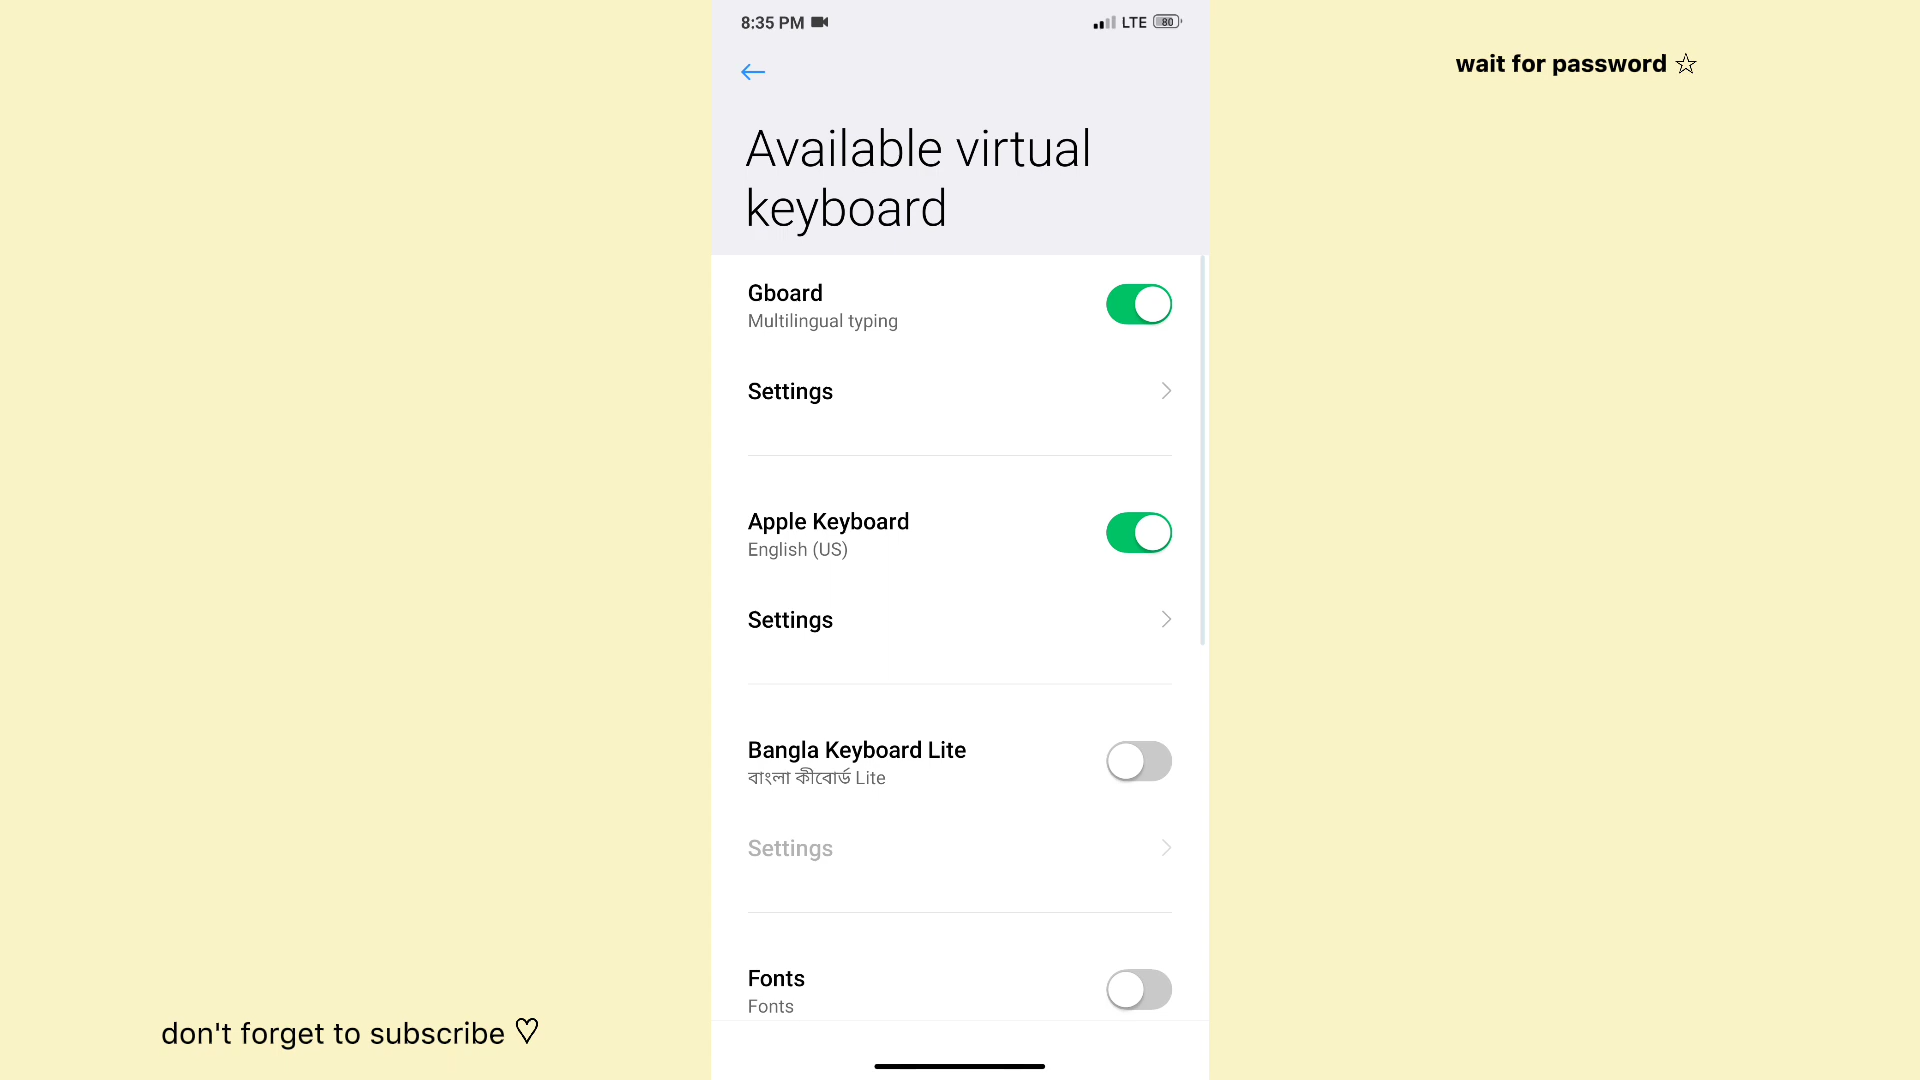 8:35 PM
LTE 80
wait for password ☆
Available virtual
keyboard
Gboard
Multilingual typing
Settings
Apple Keyboard
English (US)
Settings
Bangla Keyboard Lite
বাংলা কীবোর্ড Lite
Settings
Fonts
Fonts
don't forget to subscribe ♡